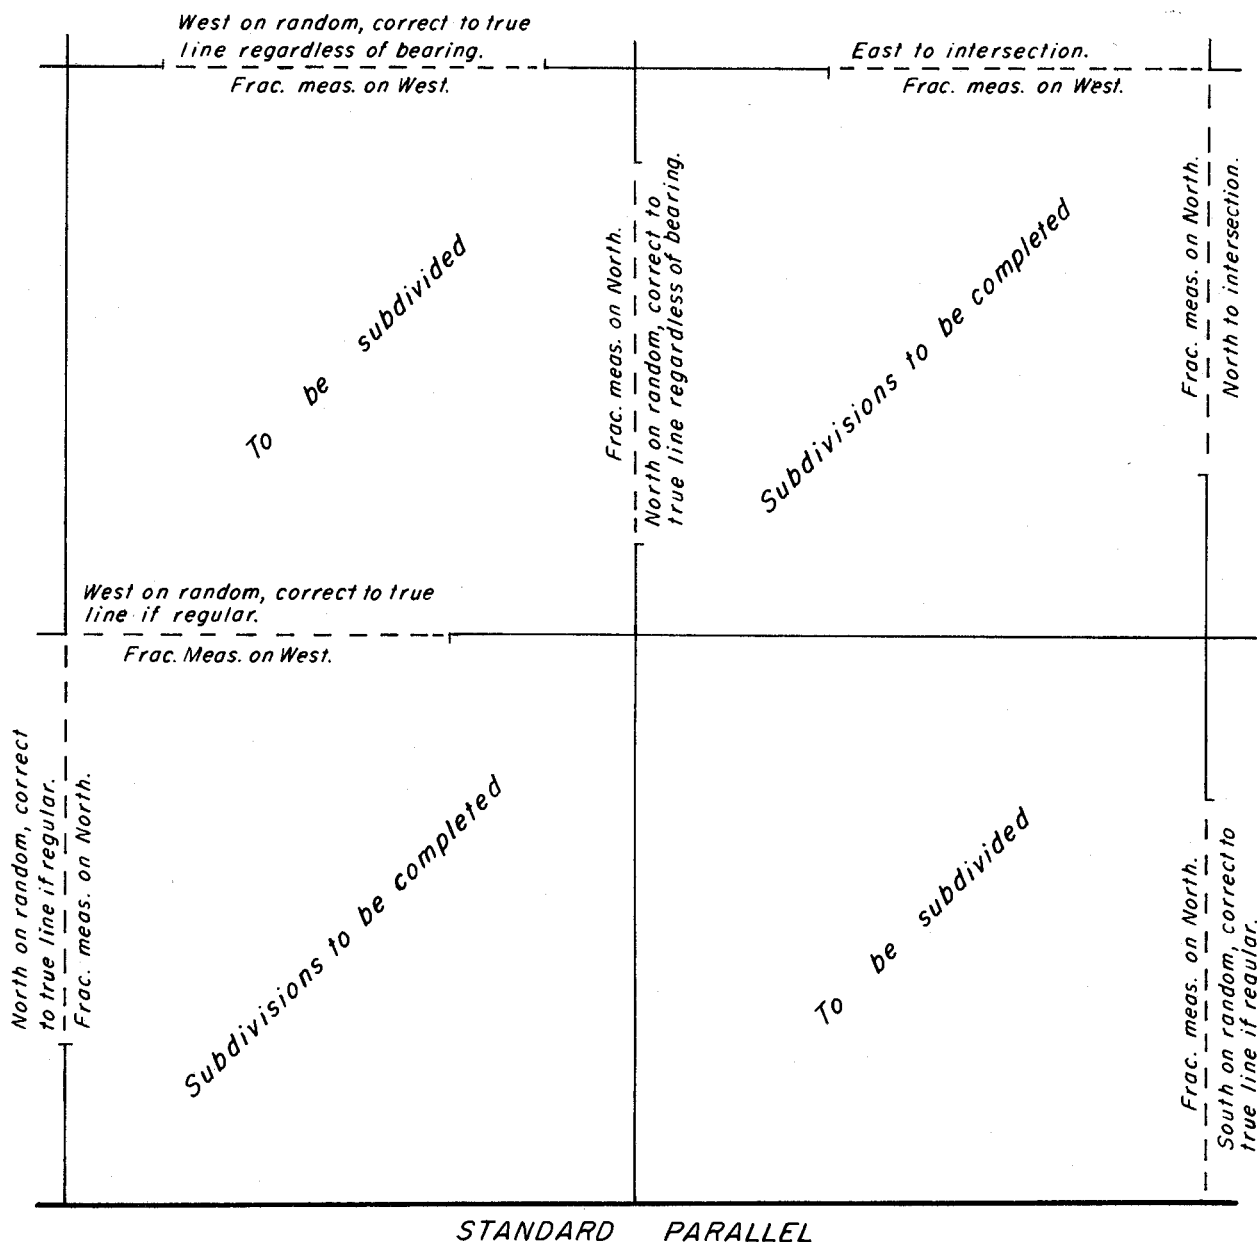 West on random, correct to true
line regardless of bearing.
Frac. meas. on West.
East to intersection.
Frac. meas. on West.
To be subdivided
Frac. meas. on North.
North on random, correct to
true line regardless of bearing.
Subdivisions to be completed
Frac. meas. on North.
North to intersection.
West on random, correct to true
line if regular.
Frac. Meas. on West.
North on random, correct
to true line if regular.
Frac. meas. on North.
Subdivisions to be completed
To be subdivided
Frac. meas. on North.
South on random, correct to
true line if regular.
STANDARD PARALLEL